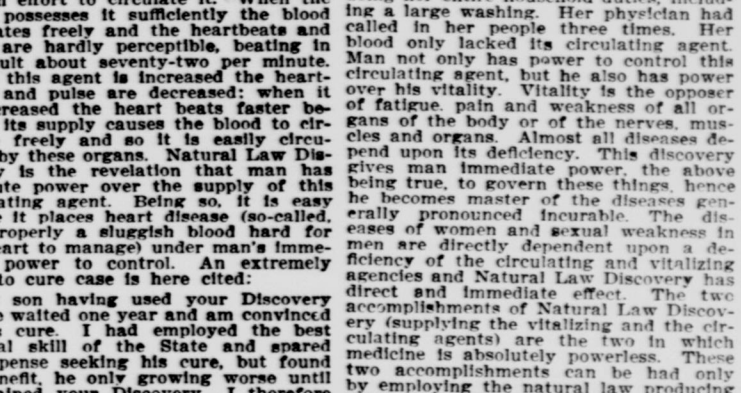 effort to circulate it. When the
possesses it sufficiently the blood
ates freely and the heartbeats and
are hardly perceptible, beating in
ult about seventy-two per minute.
this agent is increased the heart-
and pulse are decreased; when it
creased the heart beats faster be-
its supply causes the blood to cir-
freely and so it is easily circu-
by these organs. Natural Law Dis-
y is the revelation that man has
ute power over the supply of this
ating agent. Being so, it is easy
it places heart disease (so-called,
roperly a sluggish blood hard for
eart to manage) under man's imme-
power to control. An extremely
to cure case is here cited:
son having used your Discovery
waited one year and am convinced
cure. I had employed the best
al skill of the State and spared
pense seeking his cure, but found
nefit, he only growing worse until
your Discovery. I therefore
ing a large washing. Her physician had
called in her people three times. Her
blood only lacked its circulating agent.
Man not only has power to control this
circulating agent, but he also has power
over his vitality. Vitality is the opposer
of fatigue, pain and weakness of all or-
gans of the body or of the nerves, mus-
cles and organs. Almost all diseases de-
pend upon its deficiency. This discovery
gives man immediate power, the above
being true, to govern these things, hence
he becomes master of the diseases gen-
erally pronounced incurable. The dis-
eases of women and sexual weakness in
men are directly dependent upon a de-
ficiency of the circulating and vitalizing
agencies and Natural Law Discovery has
direct and immediate effect. The two
accomplishments of Natural Law Discov-
ery (supplying the vitalizing and the cir-
culating agents) are the two in which
medicine is absolutely powerless. These
two accomplishments can be had only
by employing the natural law producing